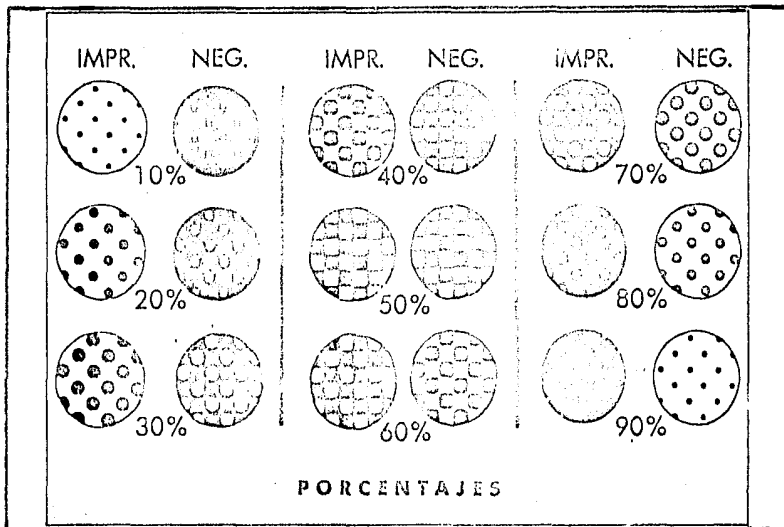 IMPR. NEG. IMPR. NEG. IMPR. NEG.
10% 40% 70%
20% 50% 80%
30% 60% 90%
PORCENTAJES